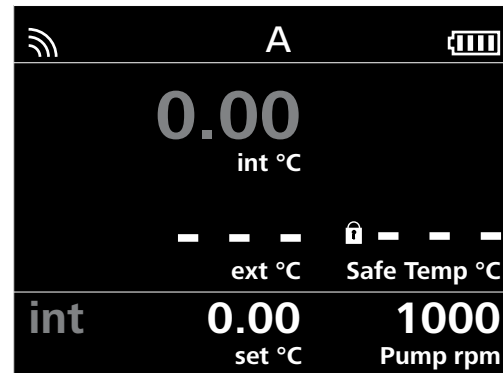 A
0.00
int °C
--- ---
ext °C Safe Temp °C
int 0.00 1000
set °C Pump rpm